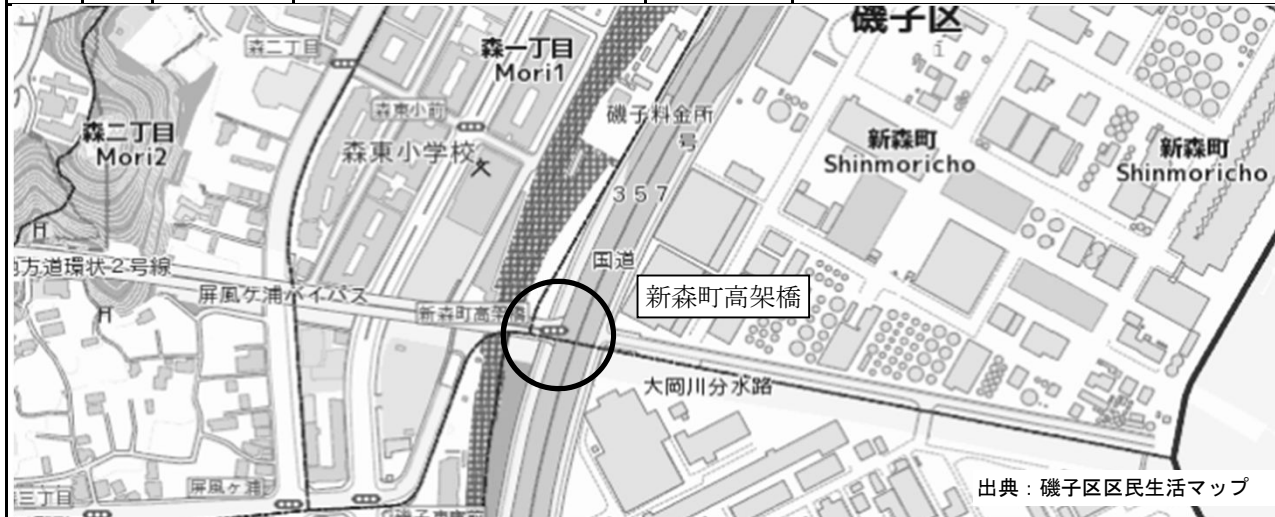 磯子区
森一丁目
Mori1
森二丁目
森東小前
森東小学校
森二丁目
Mori2
磯子料金所
号
357
国道
新森町
Shinmoricho
新森町
Shinmoricho
方道環状2号線
屏風ケ浦バイパス
新森町高架橋
新森町高架橋
大岡川分水路
三丁目
屏風ケ浦
出典：磯子区区民生活マップ